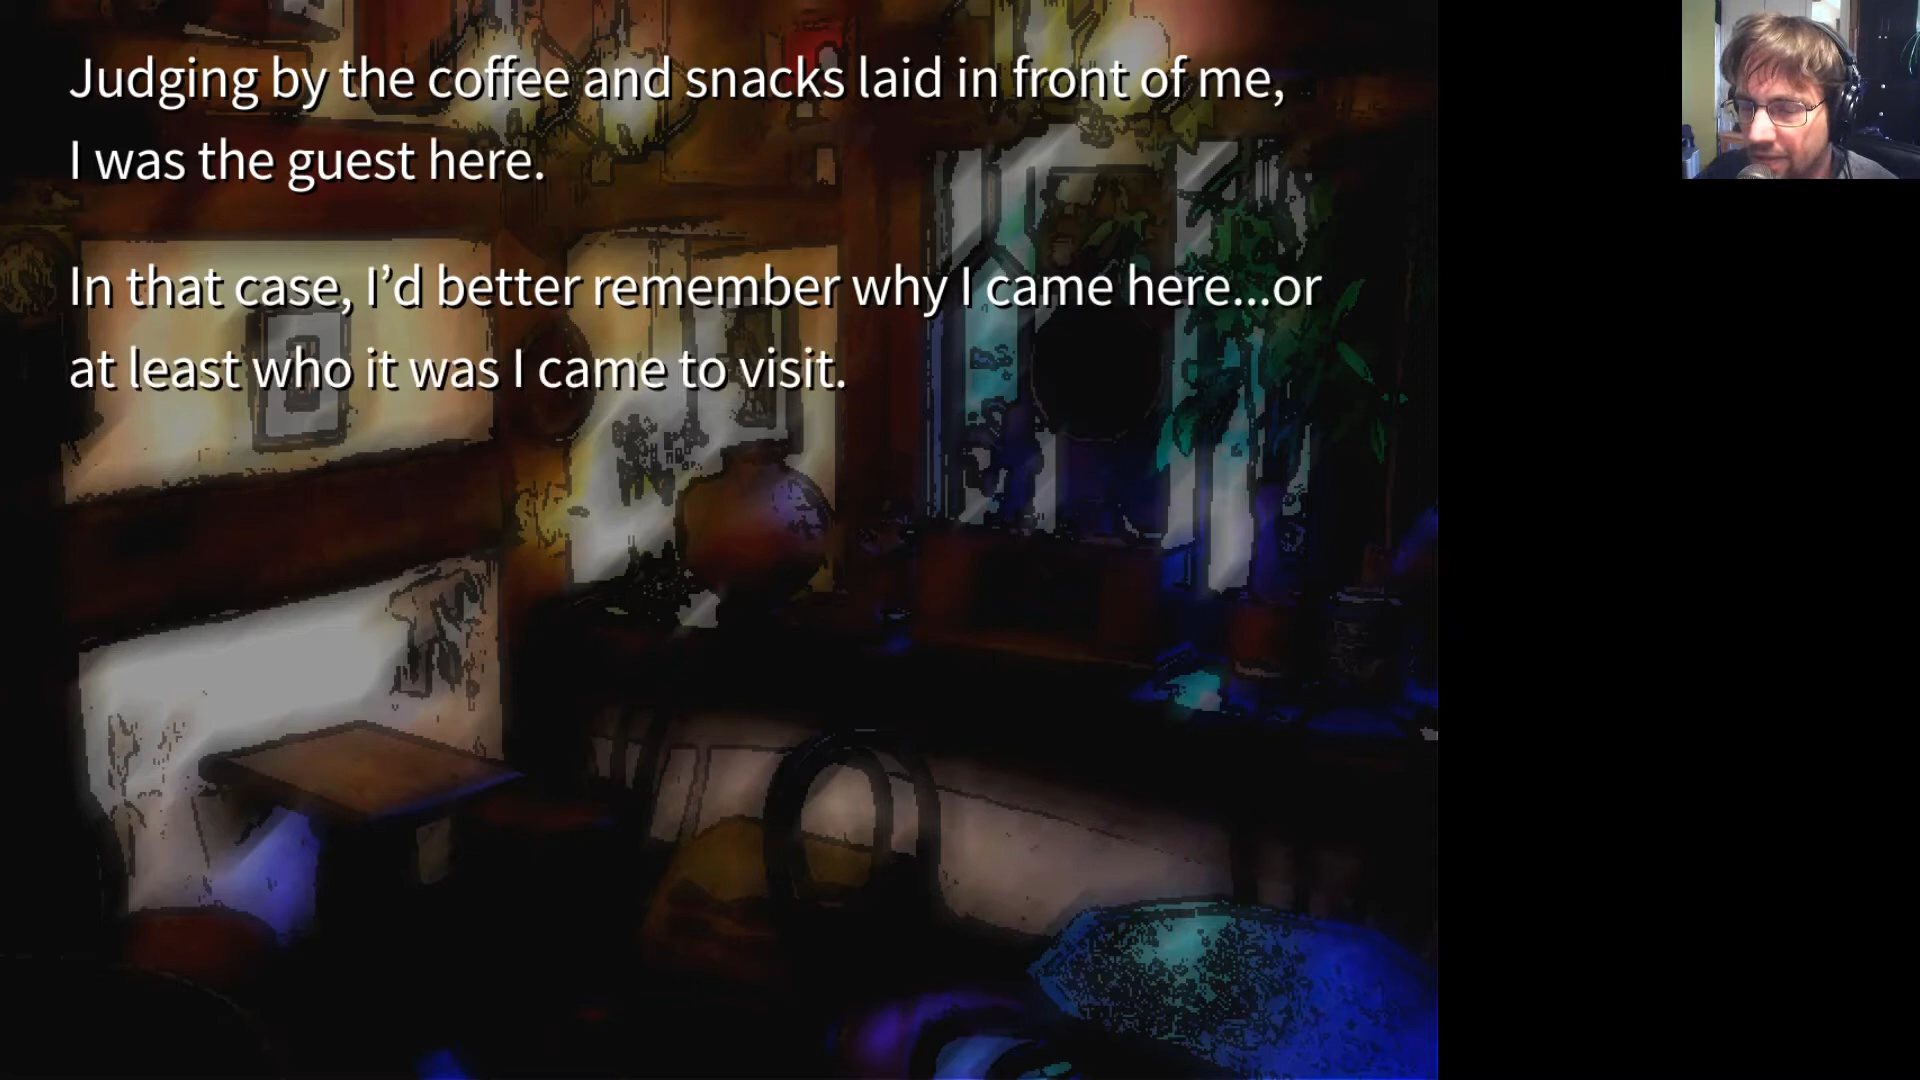 Judging by the coffee and snacks laid in front of me,
I was the guest here.
In that case, I’d better remember why I came here...or
at least who it was I came to visit.